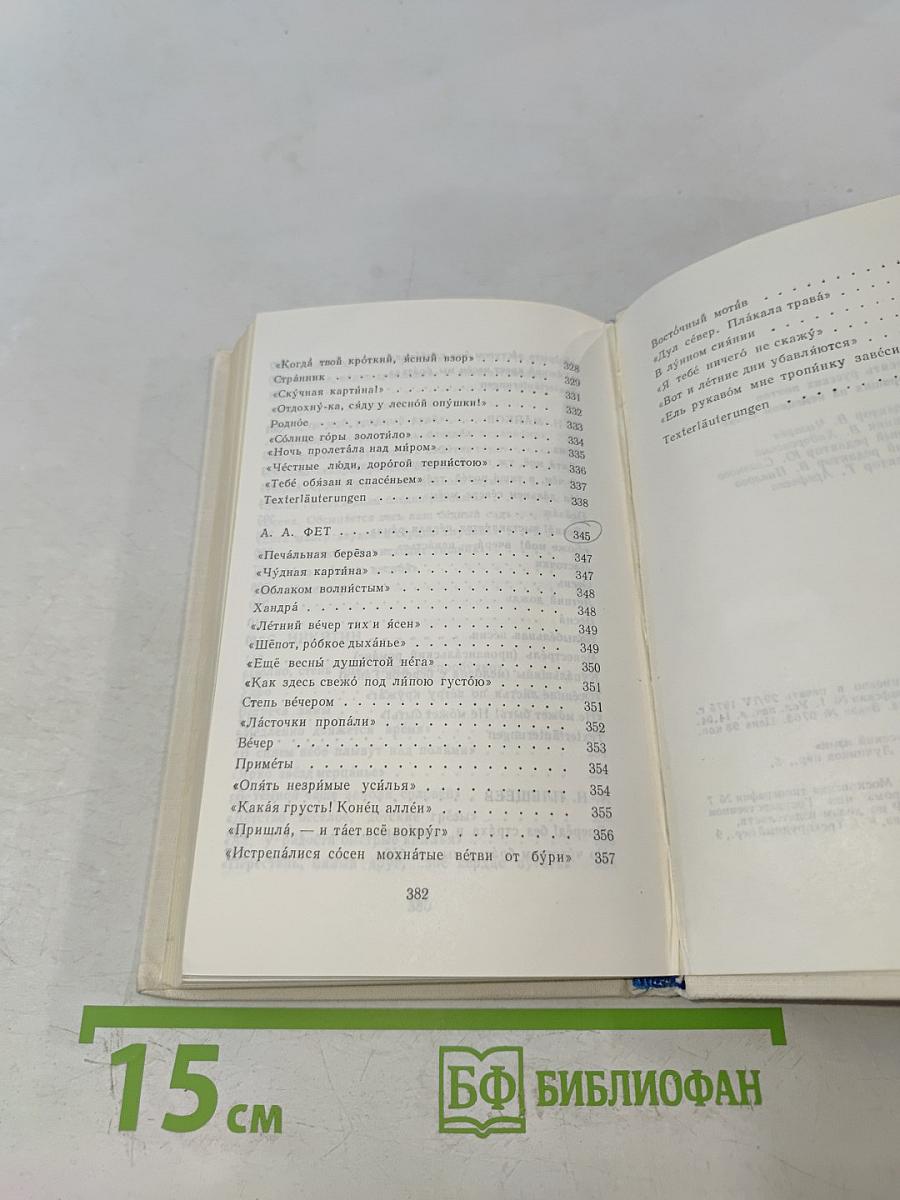 «Когда́ твой кро́ткий, я́сный взор» . . . . . . 328
Стра́нник . . . . . . . . . . . . . . . . 329
«Ску́чная карти́на!» . . . . . . . . . . . . 331
«Отдохну́-ка, ся́ду у лесно́й опу́шки!» . . . . . 332
Родно́е . . . . . . . . . . . . . . . . . 333
«Со́лнце го́ры золоти́ло» . . . . . . . . . . 334
«Ночь пролета́ла над ми́ром» . . . . . . . . 335
«Че́стные лю́ди, доро́гой терни́стою» . . . . . 336
«Тебе́ обя́зан я спасе́ньем» . . . . . . . . . 337
Texterläuterungen . . . . . . . . . . . . . 338
А. А. ФЕТ . . . . . . . . . . . . . . . . 345
«Печа́льная берёза» . . . . . . . . . . . . 347
«Чу́дная карти́на» . . . . . . . . . . . . . 347
«Облаком волни́стым» . . . . . . . . . . . 348
Хандра́ . . . . . . . . . . . . . . . . . 348
«Ле́тний ве́чер тих и я́сен» . . . . . . . . . 349
«Шёпот, ро́бкое дыха́нье» . . . . . . . . . . 349
«Ещё весны́ души́стой не́га» . . . . . . . . . 350
«Как здесь свежо́ под ли́пою густо́ю» . . . . . 351
Степь ве́чером . . . . . . . . . . . . . . 351
«Ла́сточки пропа́ли» . . . . . . . . . . . . 352
Ве́чер . . . . . . . . . . . . . . . . . . 353
Приме́ты . . . . . . . . . . . . . . . . 354
«Опя́ть незри́мые уси́лья» . . . . . . . . . . 354
«Кака́я грусть! Коне́ц алле́и» . . . . . . . . . 355
«Пришла́, — и та́ет всё вокру́г» . . . . . . . . 356
«Истрепа́лися со́сен мохна́тые ве́тви от бу́ри» 357
382
Восто́чный моти́в . . . . . . . . .
«Дул се́вер. Пла́кала трава́» . . . .
В лу́нном сия́нии . . . . . . . .
«Я тебе́ ничего́ не скажу́» . . . . .
«Вот и ле́тние дни убавля́ются» . . .
«Ель рукаво́м мне тропи́нку заве́си
Texterläuterungen . . . . . . . .
15 см
БФ БИБЛИОФАН